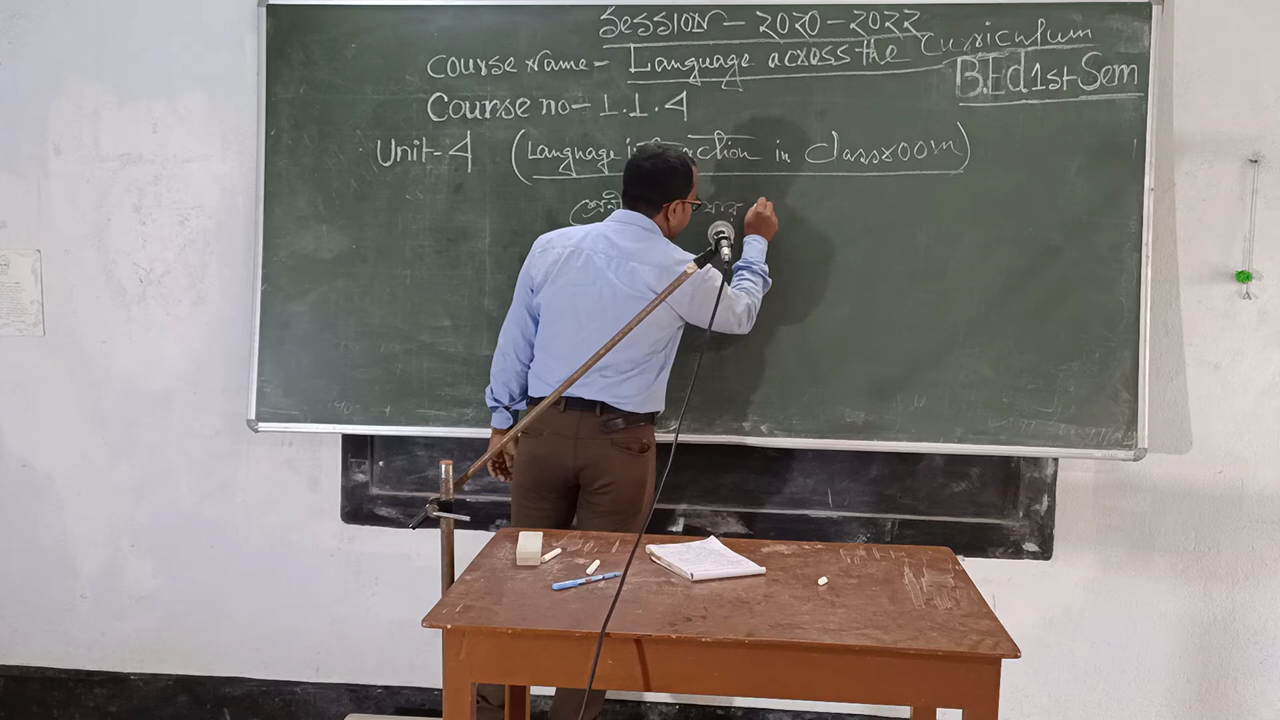 Session - 2020-2022
Course Name - Language across the Curriculum
B.Ed 1st Sem
Course no - 1.1.4
Unit-4 (Language in classroom)